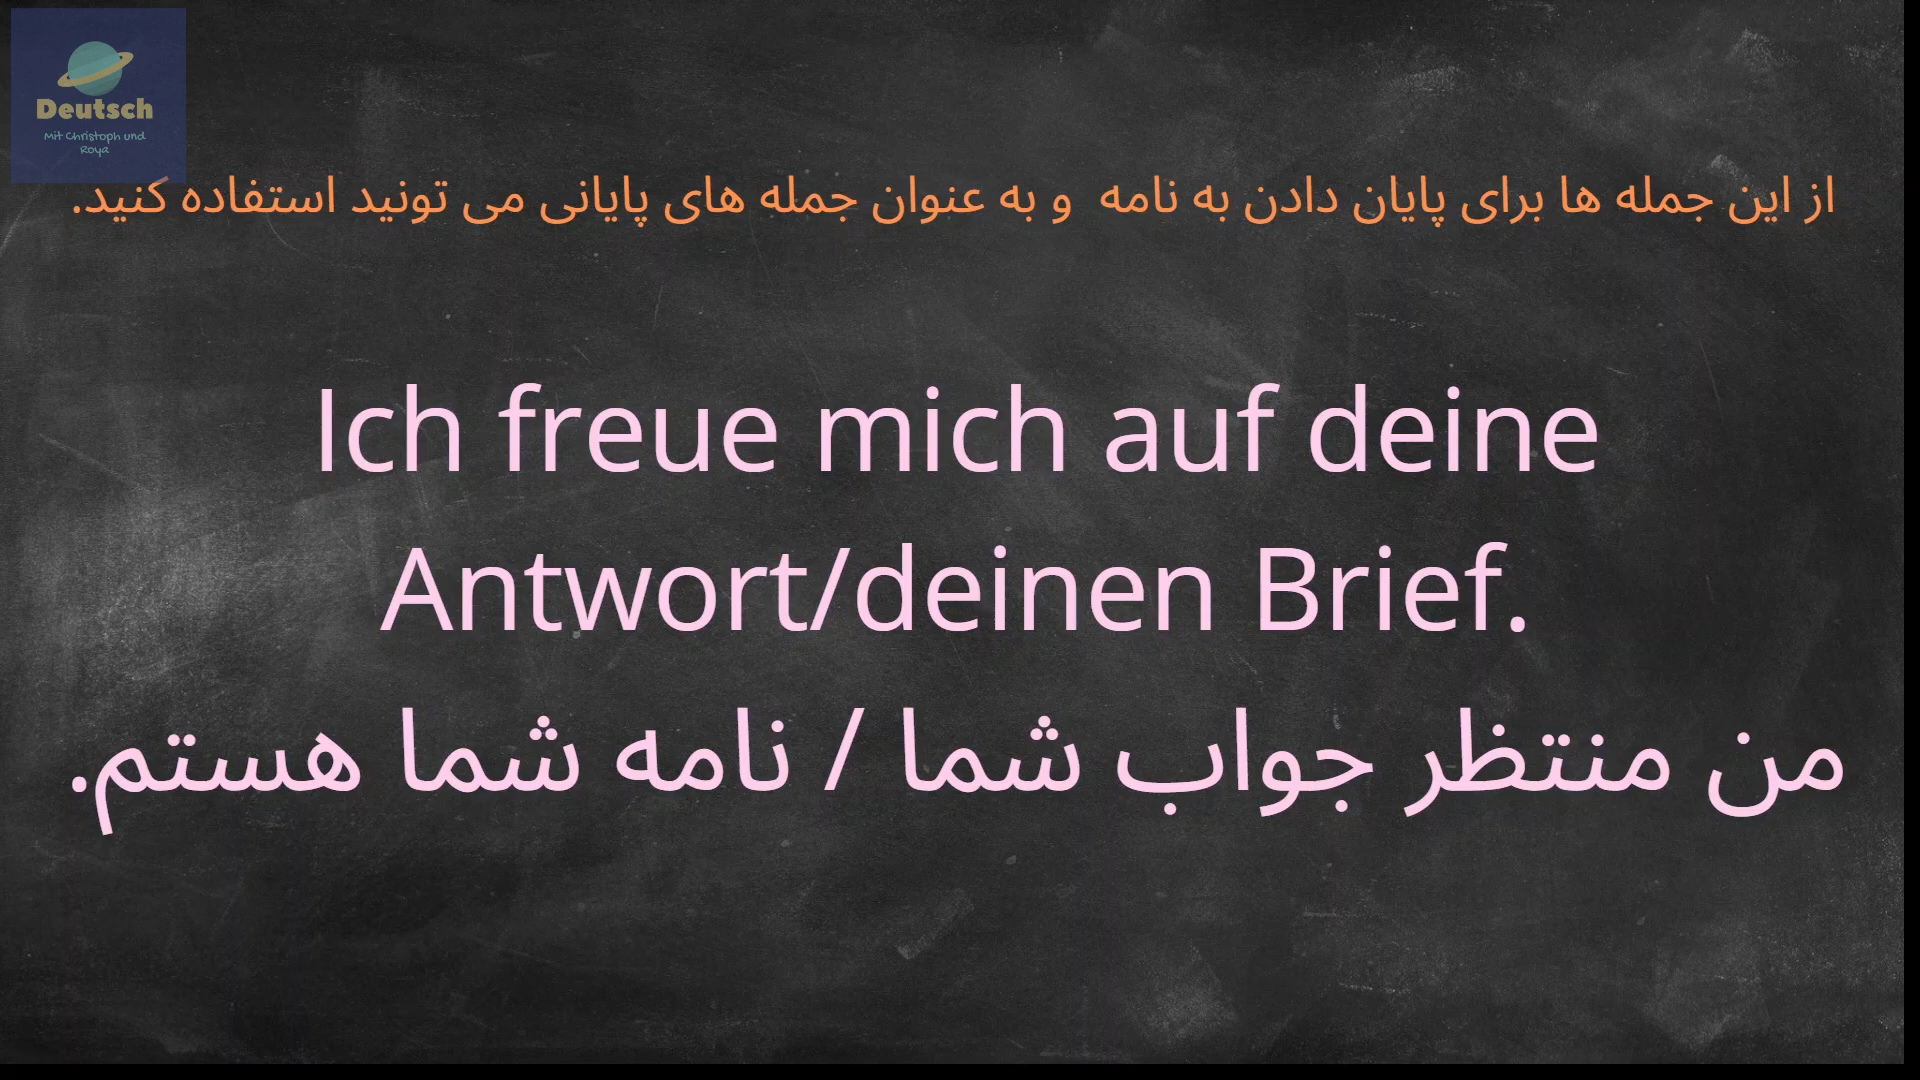 Deutsch
Mit Christoph und
Roya
از این جمله ها برای پایان دادن به نامه و به عنوان جمله های پایانی می تونید استفاده کنید.
Ich freue mich auf deine
Antwort/deinen Brief.
من منتظر جواب شما / نامه شما هستم.